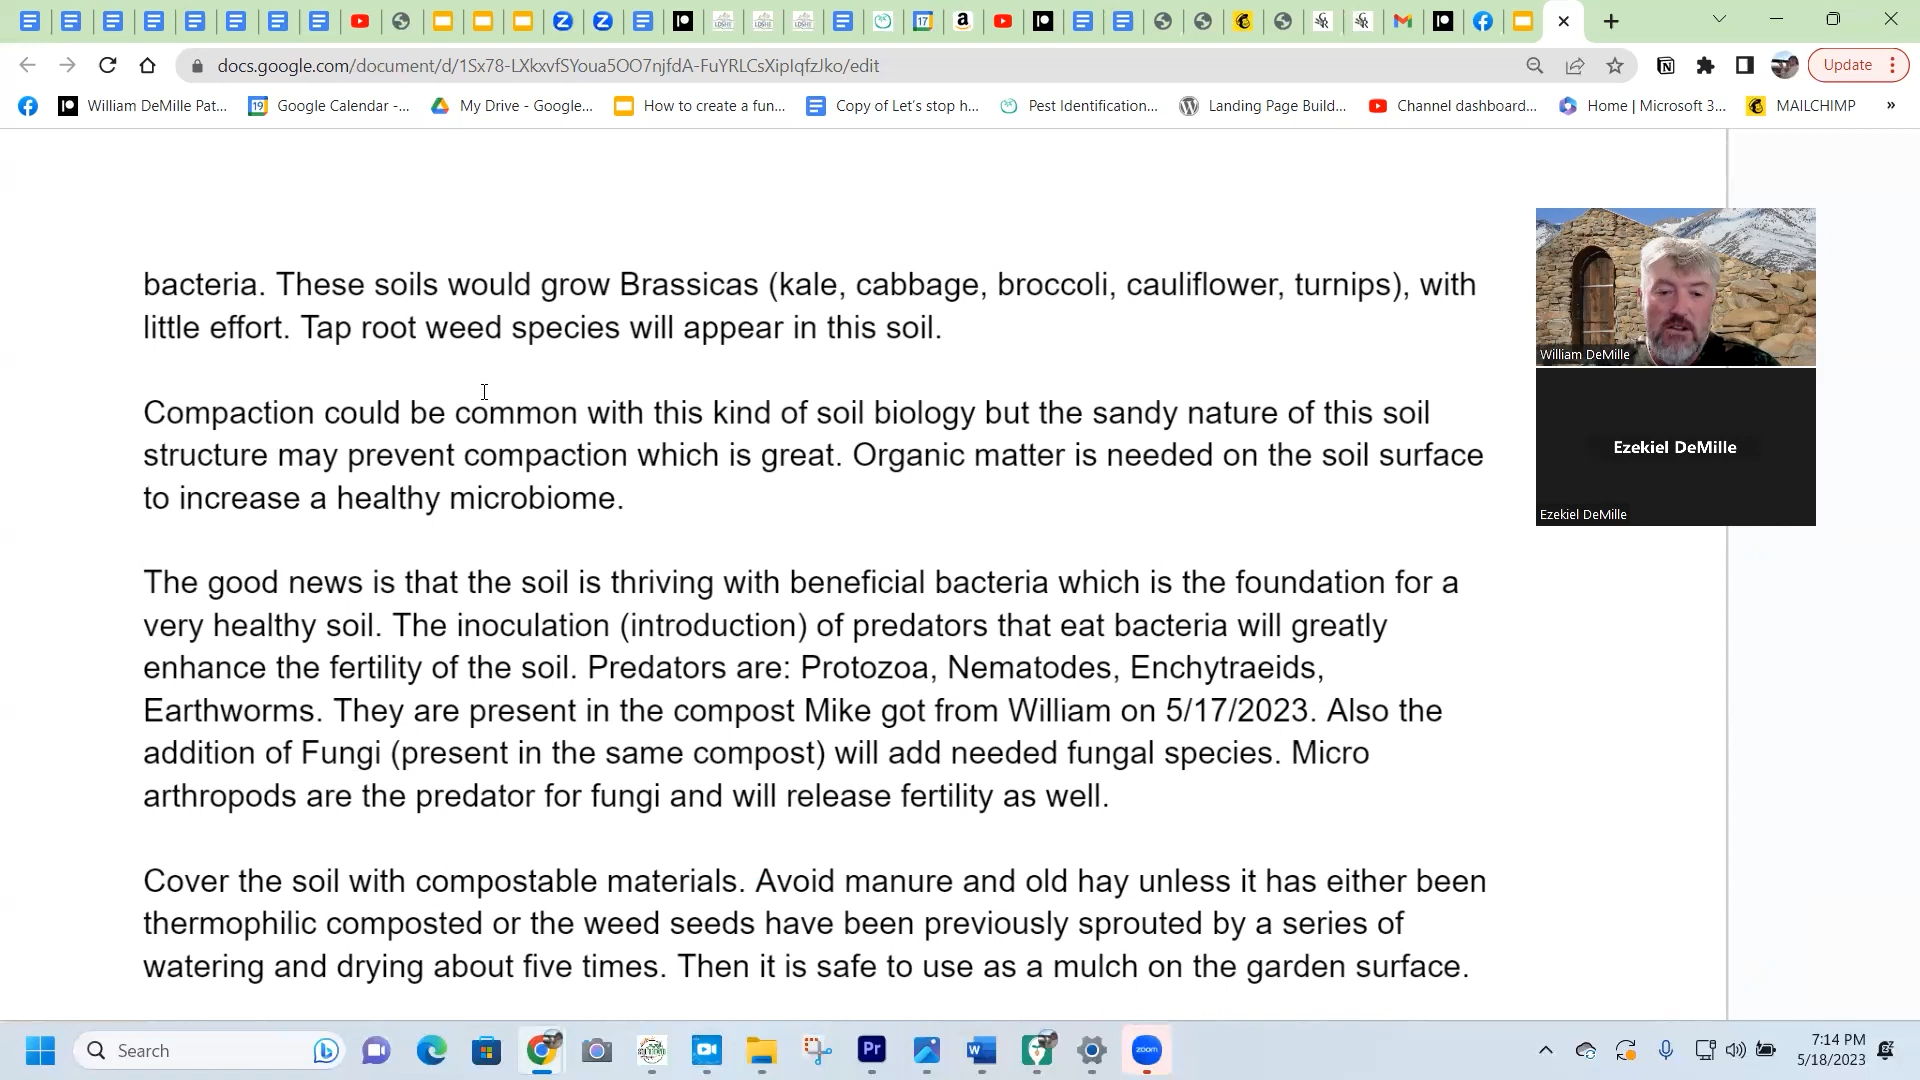 docs.google.com/document/d/1Sx78-LXkxvfSYoua5OO7njfdA-FuYRLCsXipIqfzJko/edit
Update
William DeMille Pat...
Google Calendar -...
My Drive - Google...
How to create a fun...
Copy of Let's stop h...
Pest Identification...
Landing Page Build...
Channel dashboard...
Home | Microsoft 3...
MAILCHIMP
»
bacteria. These soils would grow Brassicas (kale, cabbage, broccoli, cauliflower, turnips), with
little effort. Tap root weed species will appear in this soil.
Compaction could be common with this kind of soil biology but the sandy nature of this soil
structure may prevent compaction which is great. Organic matter is needed on the soil surface
to increase a healthy microbiome.
The good news is that the soil is thriving with beneficial bacteria which is the foundation for a
very healthy soil. The inoculation (introduction) of predators that eat bacteria will greatly
enhance the fertility of the soil. Predators are: Protozoa, Nematodes, Enchytraeids,
Earthworms. They are present in the compost Mike got from William on 5/17/2023. Also the
addition of Fungi (present in the same compost) will add needed fungal species. Micro
arthropods are the predator for fungi and will release fertility as well.
Cover the soil with compostable materials. Avoid manure and old hay unless it has either been
thermophilic composted or the weed seeds have been previously sprouted by a series of
watering and drying about five times. Then it is safe to use as a mulch on the garden surface.
William DeMille
Ezekiel DeMille
Ezekiel DeMille
Search
Pr
zoom
7:14 PM
5/18/2023